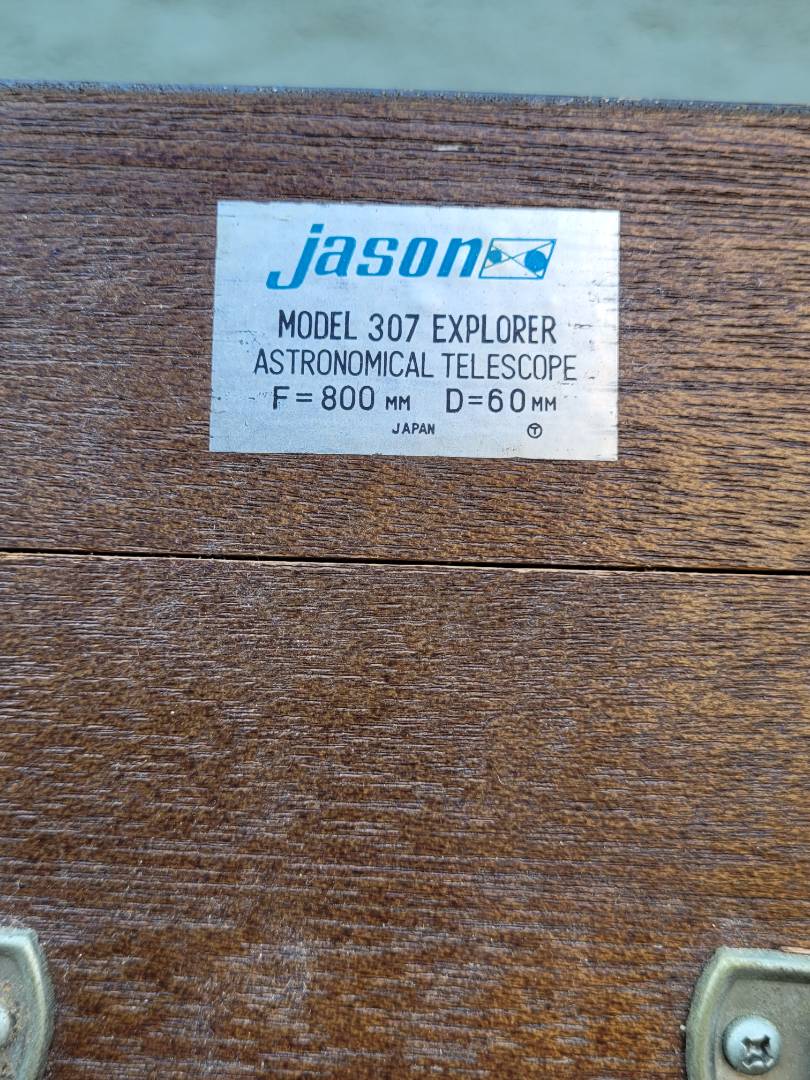 jason
MODEL 307 EXPLORER
ASTRONOMICAL TELESCOPE
F=800 MM D=60 MM
JAPAN Ⓣ